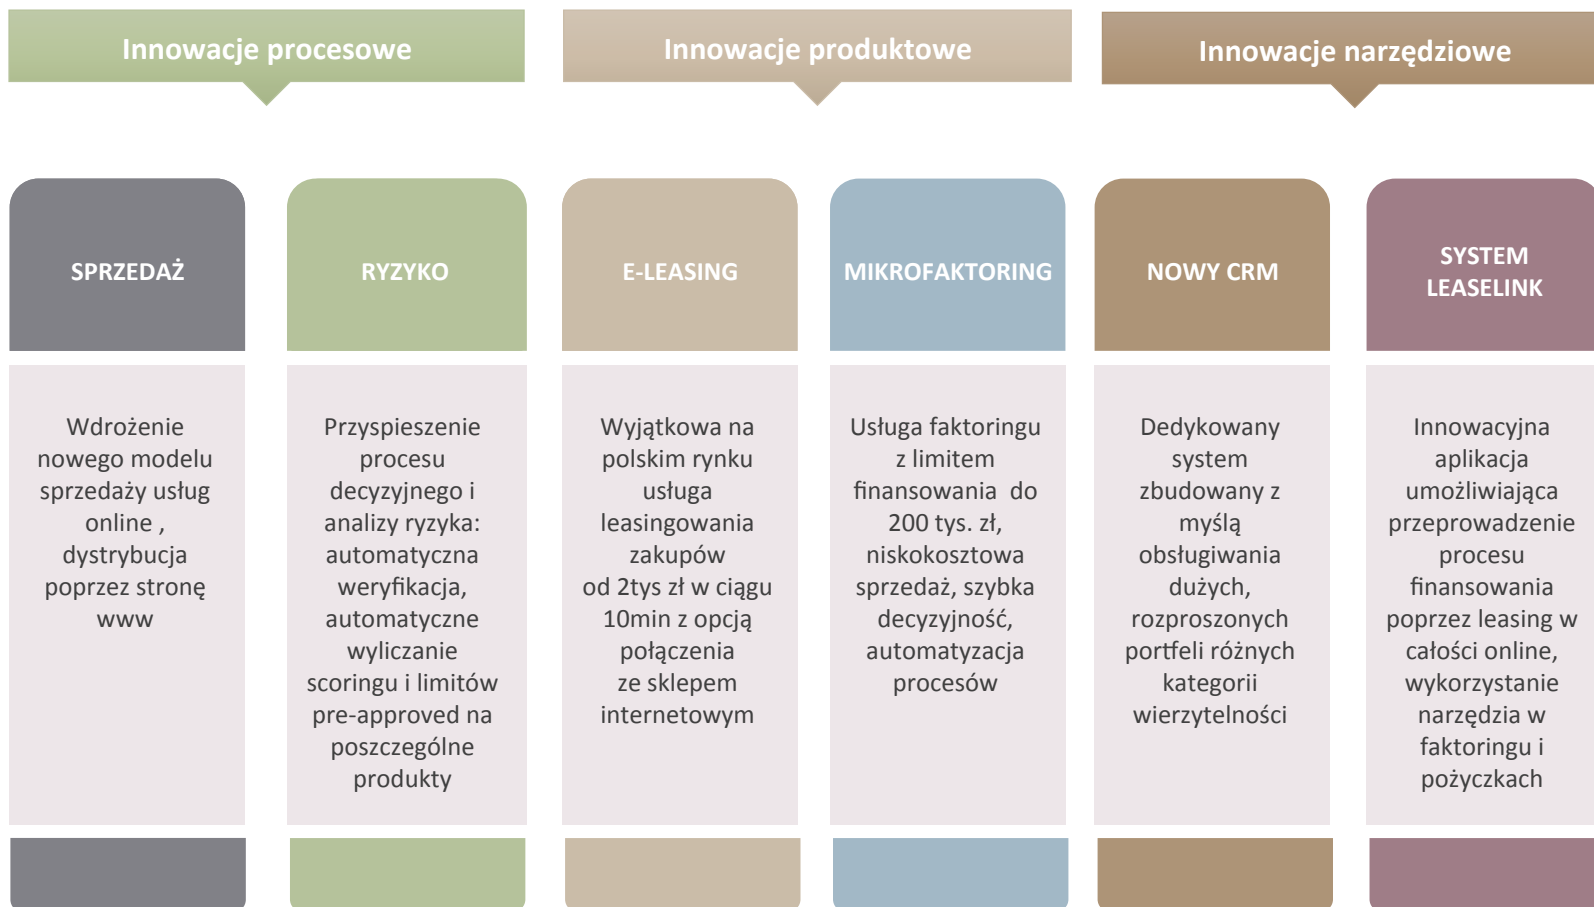 Innowacje procesowe
Innowacje produktowe
Innowacje narzędziowe
SPRZEDAŻ
Wdrożenie
nowego modelu
sprzedaży usług
online ,
dystrybucja
poprzez stronę
www
RYZYKO
Przyspieszenie
procesu
decyzyjnego i
analizy ryzyka:
automatyczna
weryfikacja,
automatyczne
wyliczanie
scoringu i limitów
pre-approved na
poszczególne
produkty
E-LEASING
Wyjątkowa na
polskim rynku
usługa
leasingowania
zakupów
od 2tys zł w ciągu
10min z opcją
połączenia
ze sklepem
internetowym
MIKROFAKTORING
Usługa faktoringu
z limitem
finansowania  do
200 tys. zł,
niskokosztowa
sprzedaż, szybka
decyzyjność,
automatyzacja
procesów
NOWY CRM
Dedykowany
system
zbudowany z
myślą
obsługiwania
dużych,
rozproszonych
portfeli różnych
kategorii
wierzytelności
SYSTEM
LEASELINK
Innowacyjna
aplikacja
umożliwiająca
przeprowadzenie
procesu
finansowania
poprzez leasing w
całości online,
wykorzystanie
narzędzia w
faktoringu i
pożyczkach